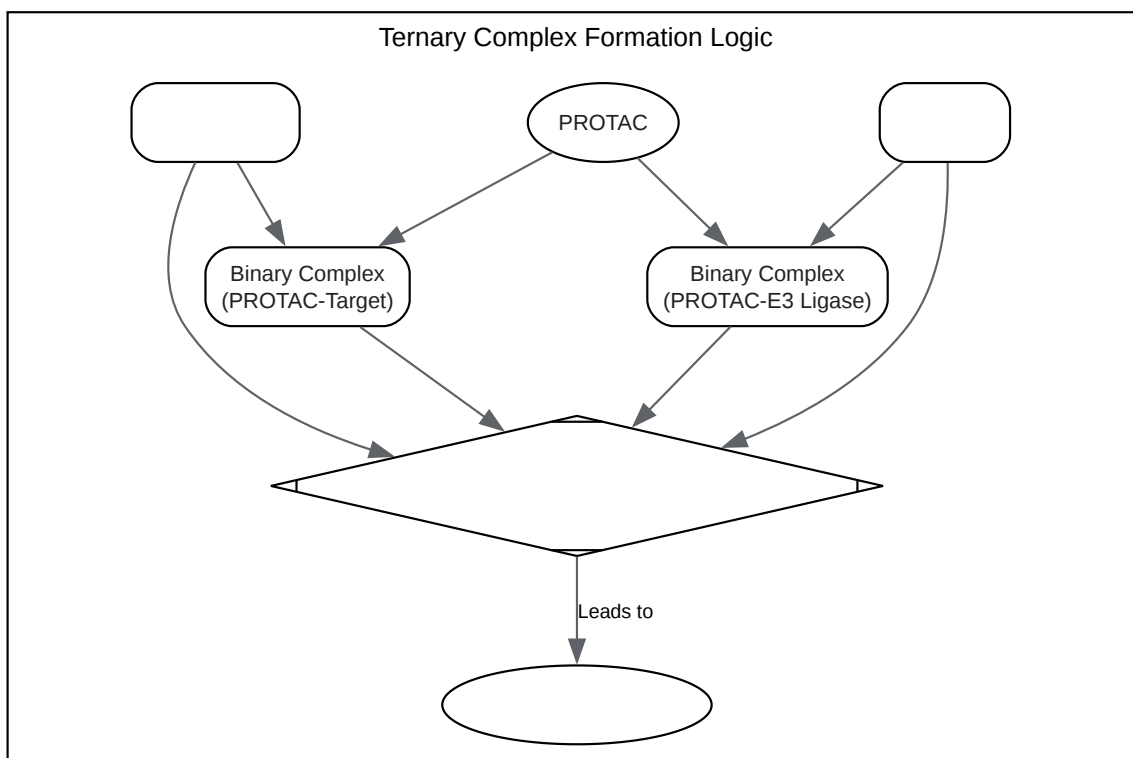 Ternary Complex Formation Logic
PROTAC
Binary Complex
(PROTAC-Target)
Binary Complex
(PROTAC-E3 Ligase)
Leads to